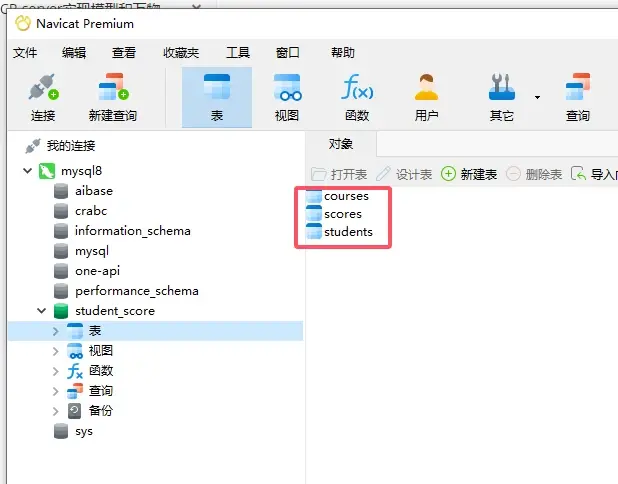 CP server实现模型和万物
Navicat Premium
文件 编辑 查看 收藏夹 工具 窗口 帮助
连接 新建查询 表 视图 函数 用户 其它 查询
我的连接
mysql8
aibase
crabc
information_schema
mysql
one-api
performance_schema
student_score
表
视图
函数
查询
备份
sys
对象
打开表 设计表 新建表 删除表 导入
courses
scores
students